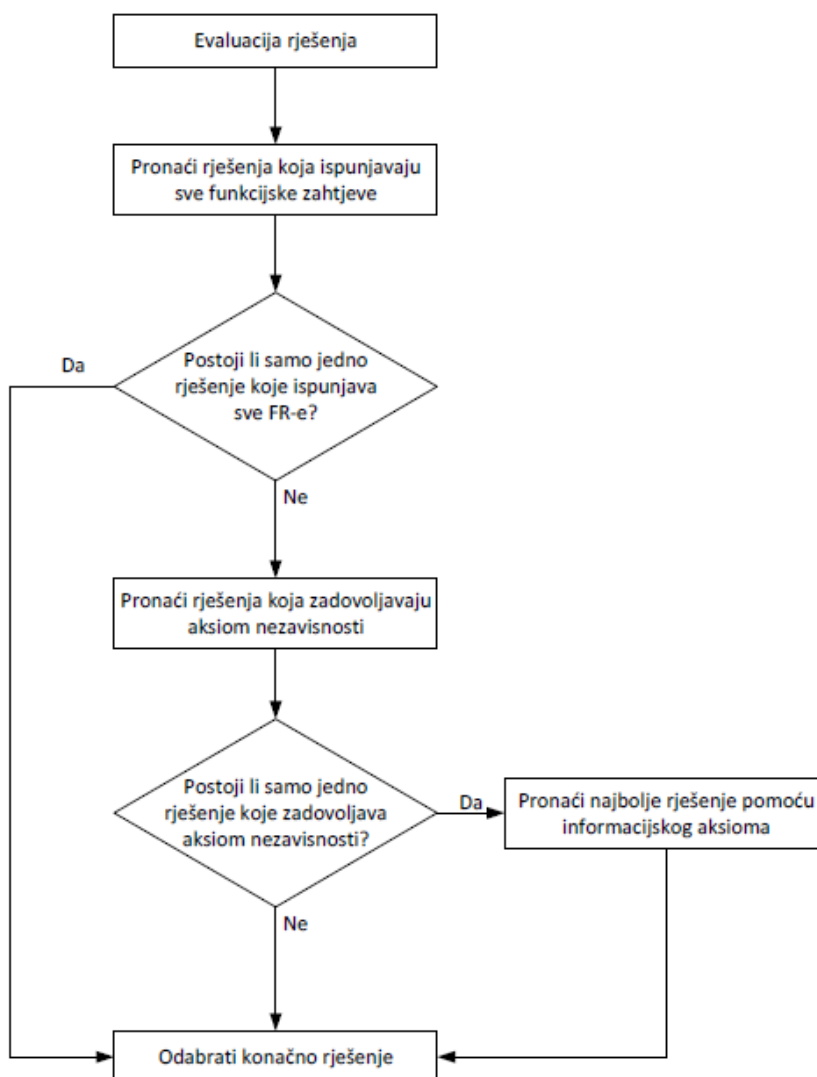 Evaluacija rješenja
Pronaći rješenja koja ispunjavaju
sve funkcijske zahtjeve
Da
Postoji li samo jedno
rješenje koje ispunjava
sve FR-e?
Ne
Pronaći rješenja koja zadovoljavaju
aksiom nezavisnosti
Postoji li samo jedno
rješenje koje zadovoljava
aksiom nezavisnosti?
Da
Pronaći najbolje rješenje pomoću
informacijskog aksioma
Ne
Odabrati konačno rješenje